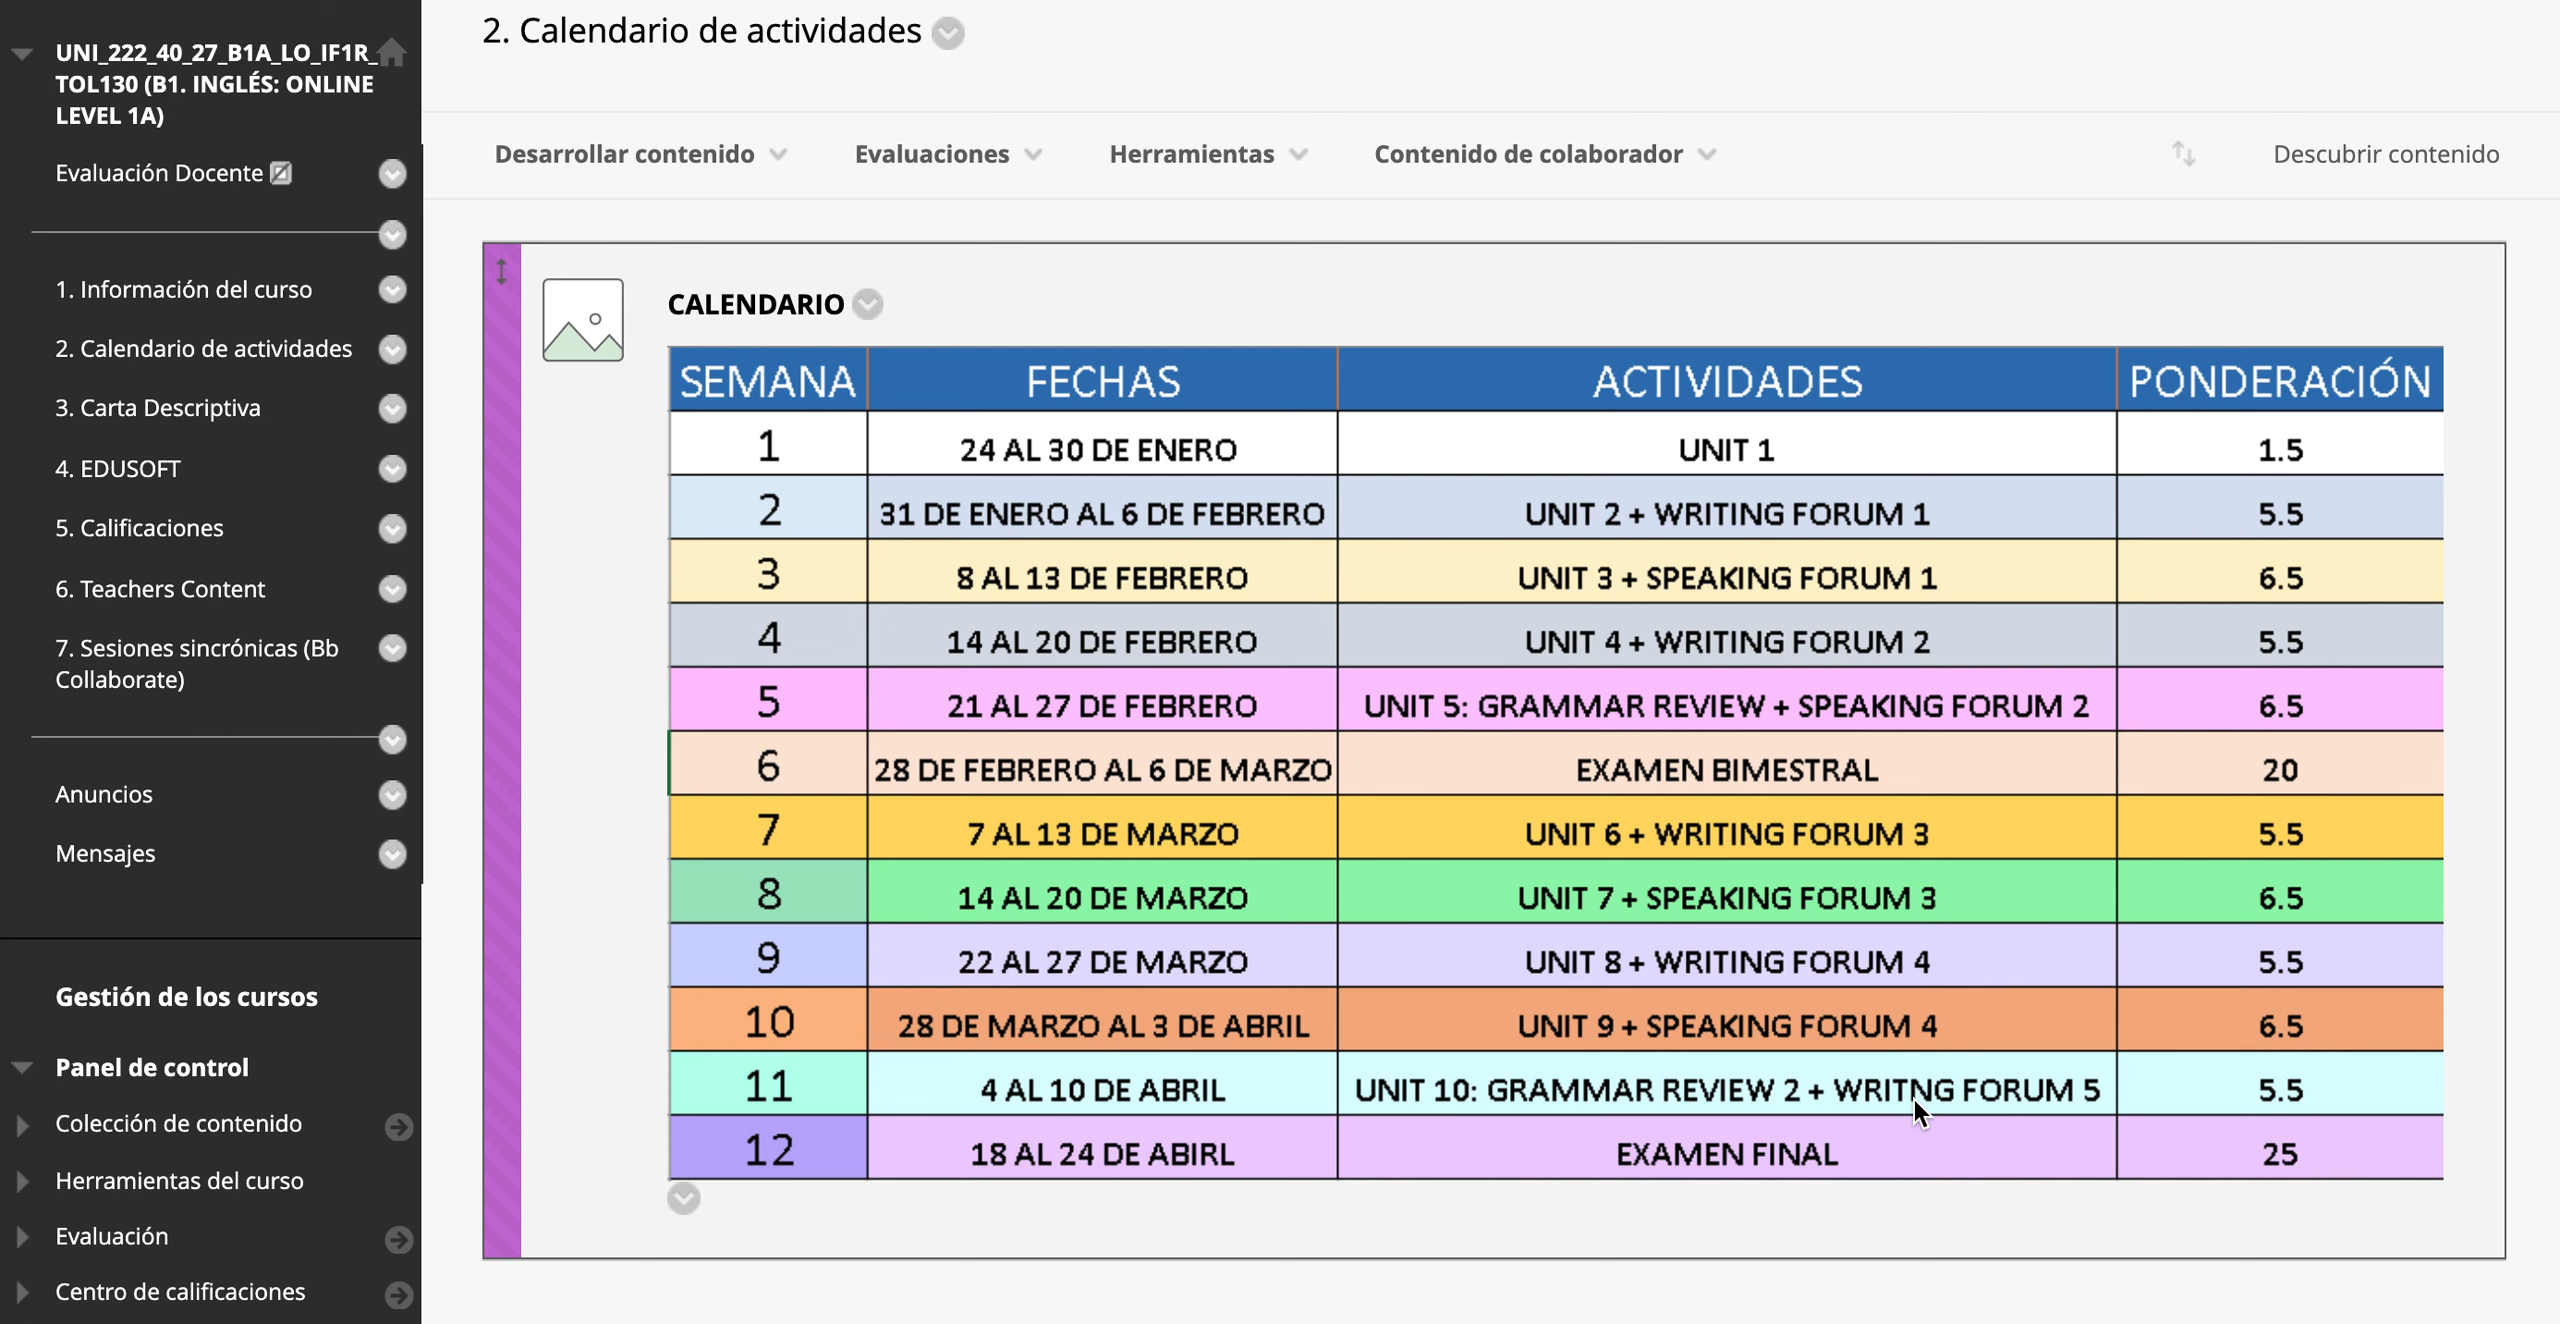 UNI_222_40_27_B1A_LO_IF1R_
TOL130 (B1. INGLÉS: ONLINE
LEVEL 1A)
Evaluación Docente
1. Información del curso
2. Calendario de actividades
3. Carta Descriptiva
4. EDUSOFT
5. Calificaciones
6. Teachers Content
7. Sesiones sincrónicas (Bb
Collaborate)
Anuncios
Mensajes
Gestión de los cursos
Panel de control
Colección de contenido
Herramientas del curso
Evaluación
Centro de calificaciones
2. Calendario de actividades
Desarrollar contenido Evaluaciones Herramientas Contenido de colaborador Descubrir contenido
CALENDARIO
SEMANA FECHAS ACTIVIDADES PONDERACIÓN
1 24 AL 30 DE ENERO UNIT 1 1.5
2 31 DE ENERO AL 6 DE FEBRERO UNIT 2 + WRITING FORUM 1 5.5
3 8 AL 13 DE FEBRERO UNIT 3 + SPEAKING FORUM 1 6.5
4 14 AL 20 DE FEBRERO UNIT 4 + WRITING FORUM 2 5.5
5 21 AL 27 DE FEBRERO UNIT 5: GRAMMAR REVIEW + SPEAKING FORUM 2 6.5
6 28 DE FEBRERO AL 6 DE MARZO EXAMEN BIMESTRAL 20
7 7 AL 13 DE MARZO UNIT 6 + WRITING FORUM 3 5.5
8 14 AL 20 DE MARZO UNIT 7 + SPEAKING FORUM 3 6.5
9 22 AL 27 DE MARZO UNIT 8 + WRITING FORUM 4 5.5
10 28 DE MARZO AL 3 DE ABRIL UNIT 9 + SPEAKING FORUM 4 6.5
11 4 AL 10 DE ABRIL UNIT 10: GRAMMAR REVIEW 2 + WRITNG FORUM 5 5.5
12 18 AL 24 DE ABIRL EXAMEN FINAL 25